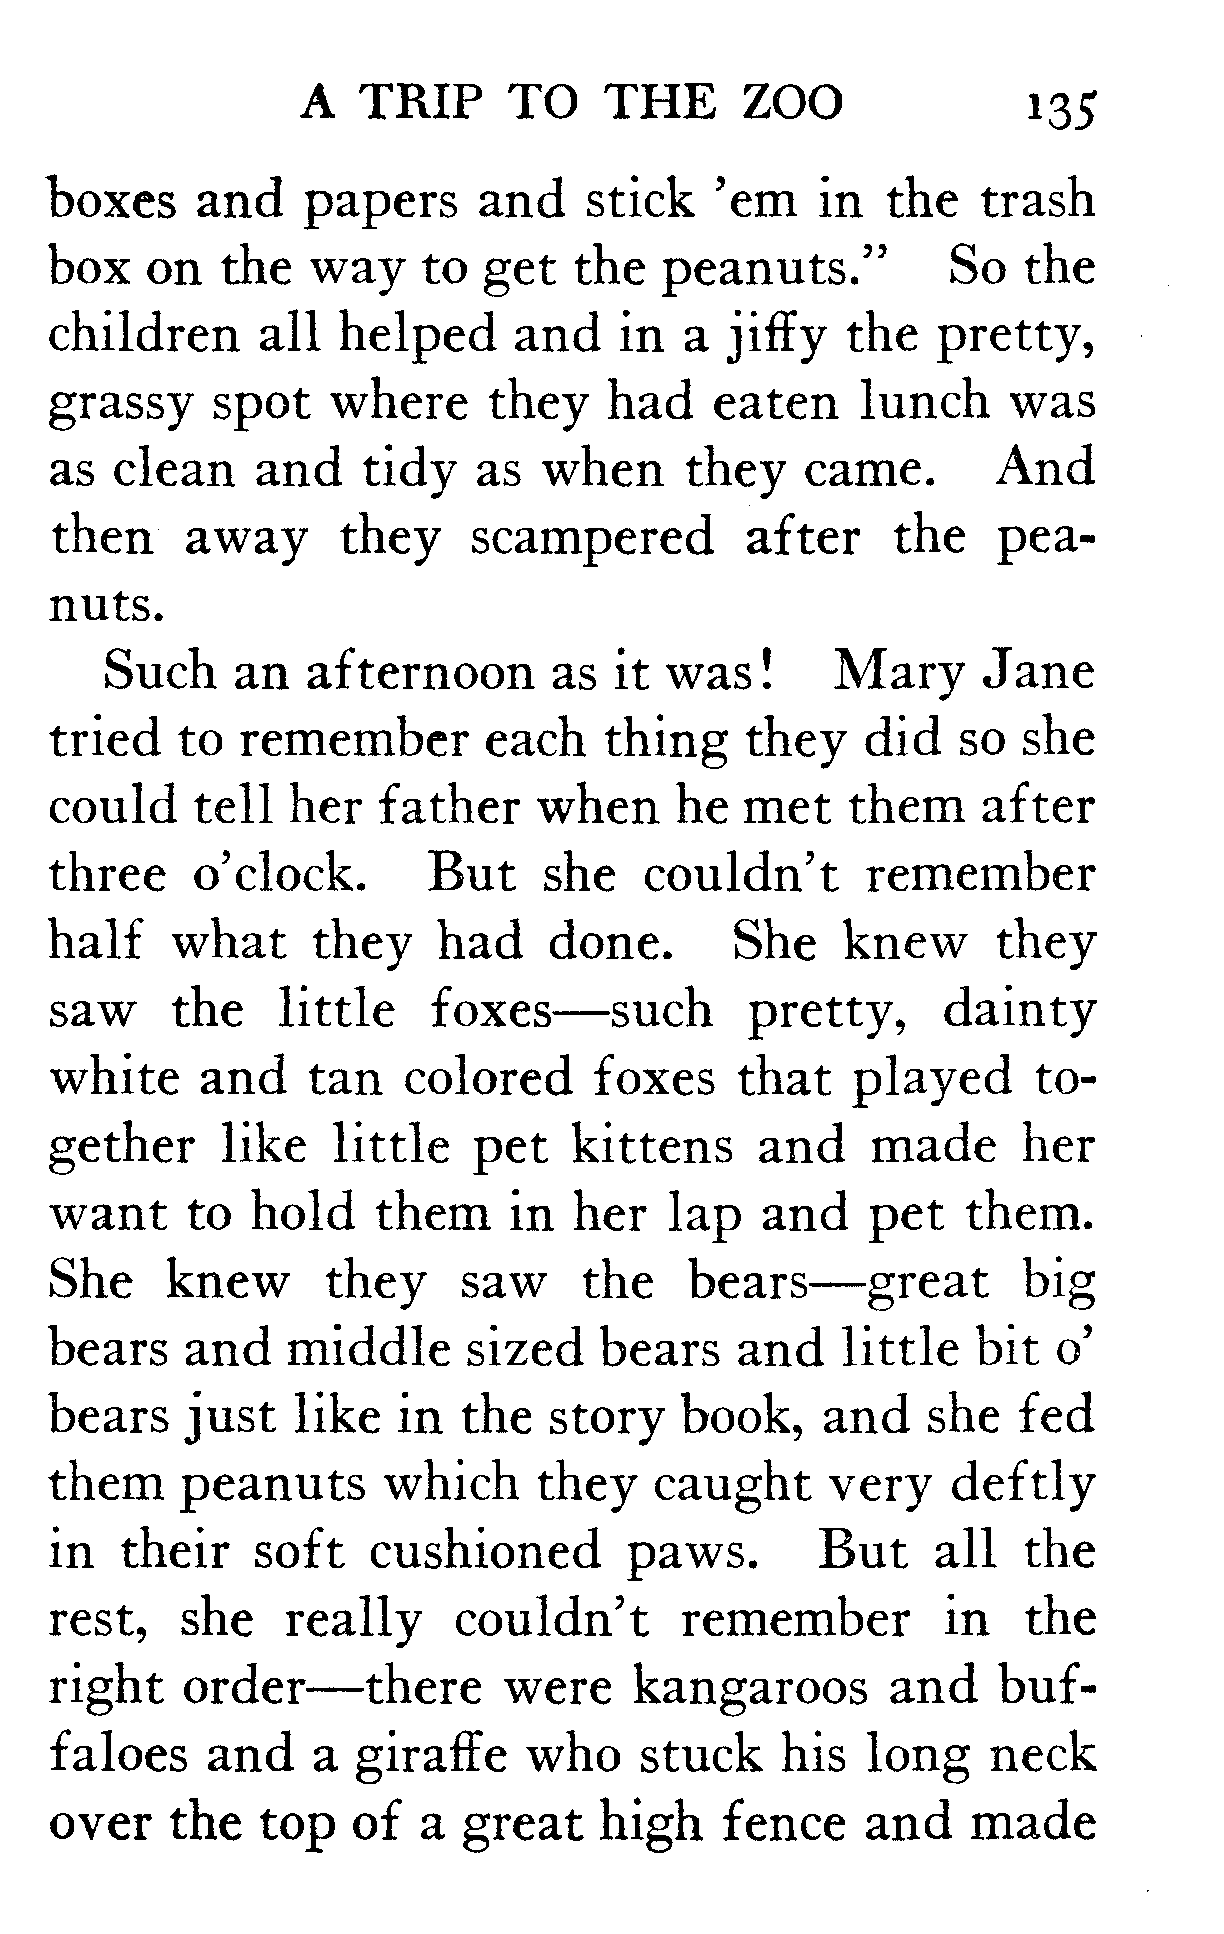 A TRIP TO THE ZOO 135
boxes and papers and stick ’em in the trash
box on the way to get the peanuts.” So the
children all helped and in a jiffy the pretty,
grassy spot where they had eaten lunch was
as clean and tidy as when they came. And
then away they scampered after the pea-
nuts.
Such an afternoon as it was! Mary Jane
tried to remember each thing they did so she
could tell her father when he met them after
three o’clock. But she couldn’t remember
half what they had done. She knew they
saw the little foxes—such pretty, dainty
white and tan colored foxes that played to-
gether like little pet kittens and made her
want to hold them in her lap and pet them.
She knew they saw the bears—great big
bears and middle sized bears and little bit o’
bears just like in the story book, and she fed
them peanuts which they caught very deftly
in their soft cushioned paws. But all the
rest, she really couldn’t remember in the
right order—there were kangaroos and buf-
faloes and a giraffe who stuck his long neck
over the top of a great high fence and made